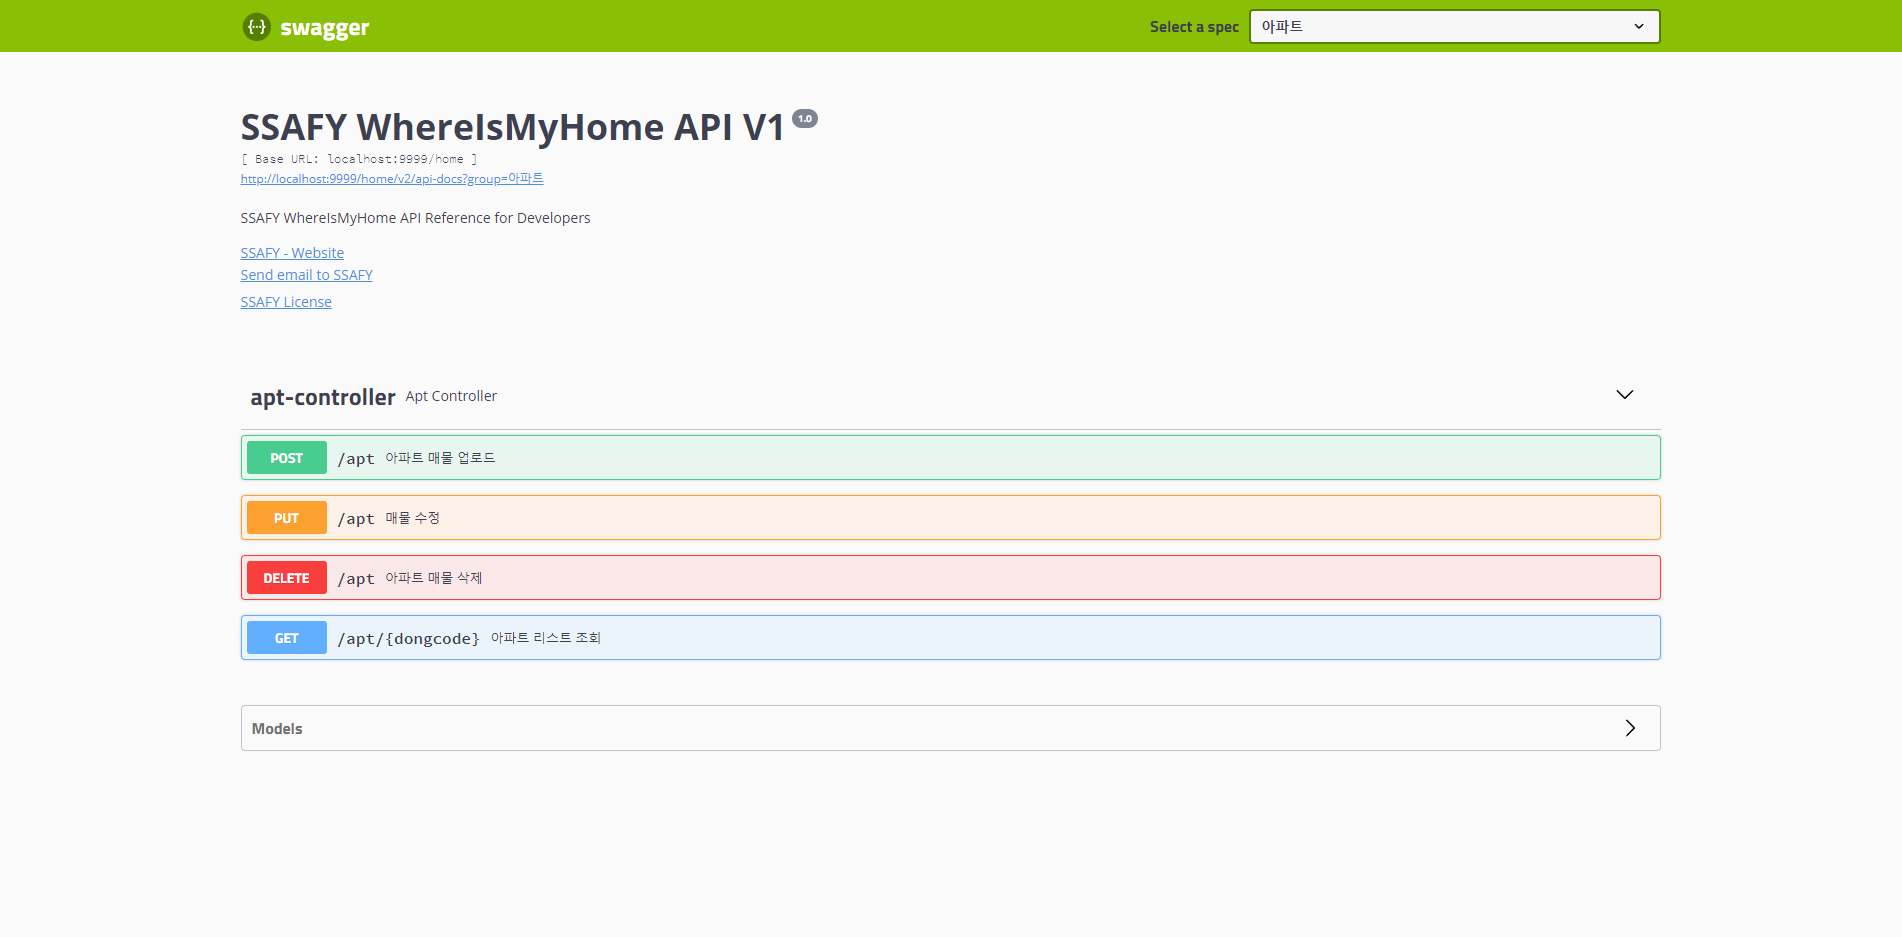 {···} swagger
Select a spec 아파트
SSAFY WhereIsMyHome API V1 1.0
[ Base URL: localhost:9999/home ]
http://localhost:9999/home/v2/api-docs?group=아파트
SSAFY WhereIsMyHome API Reference for Developers
SSAFY - Website
Send email to SSAFY
SSAFY License
apt-controller Apt Controller
POST /apt 아파트 매물 업로드
PUT /apt 매물 수정
DELETE /apt 아파트 매물 삭제
GET /apt/{dongcode} 아파트 리스트 조회
Models